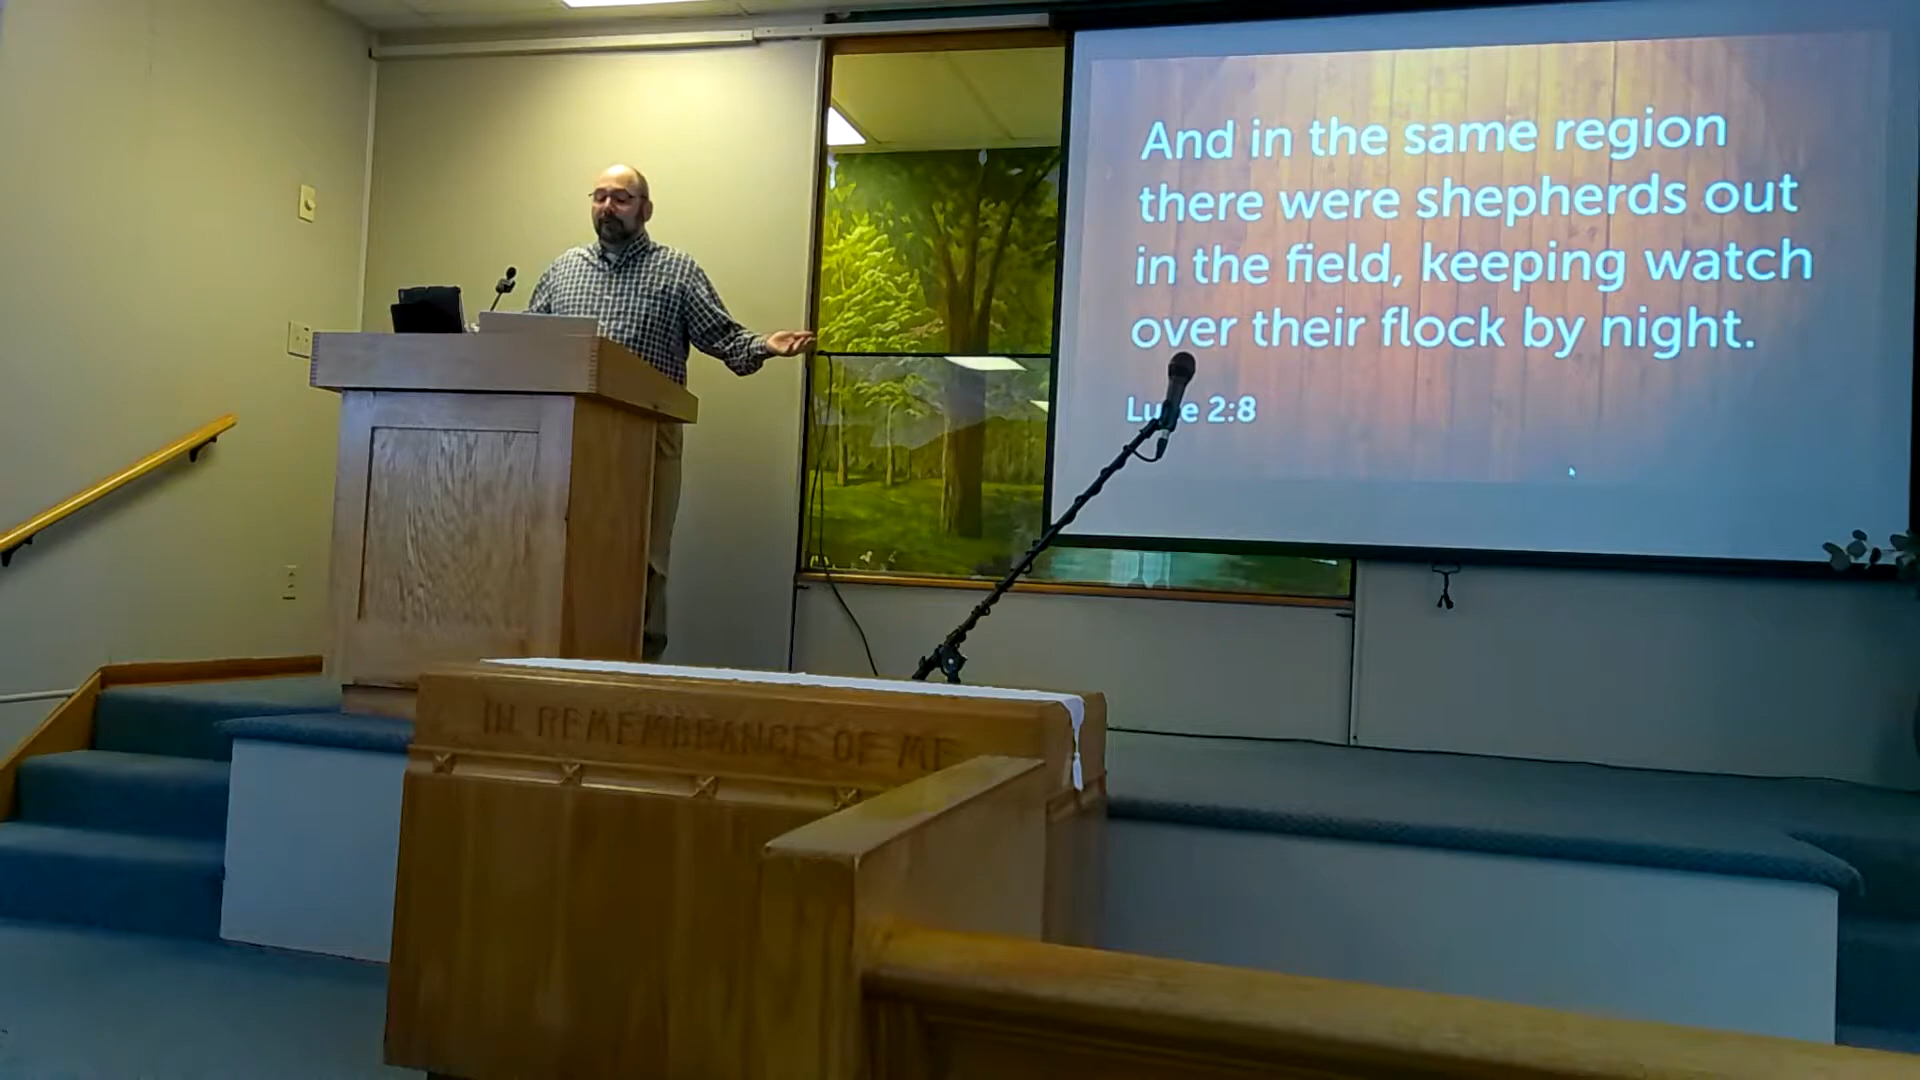 And in the same region
there were shepherds out
in the field, keeping watch
over their flock by night.
Luke 2:8
IN REMEMBRANCE OF ME